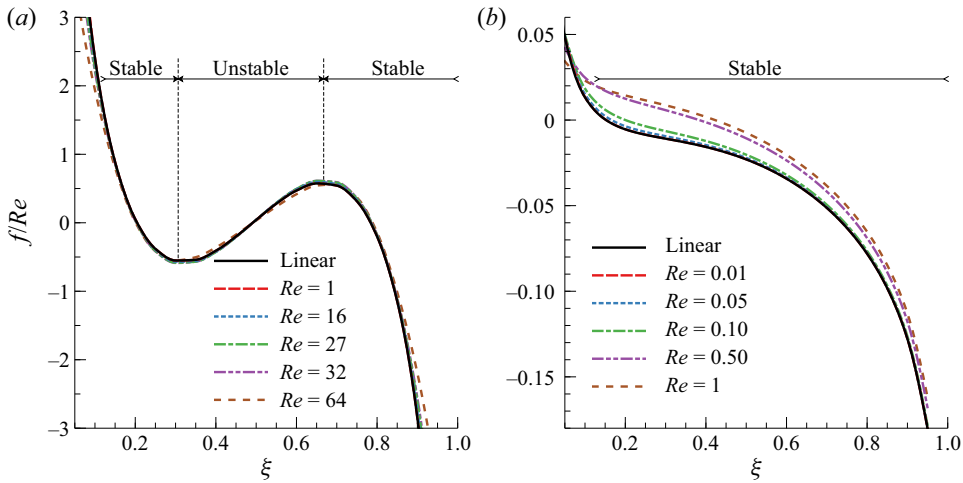 (a)
3
2
1
0
−1
−2
−3
f/Re
Stable Unstable Stable
Linear
Re = 1
Re = 16
Re = 27
Re = 32
Re = 64
0.2 0.4 0.6 0.8 1.0
ξ
(b)
0.05
0
−0.05
−0.10
−0.15
Stable
Linear
Re = 0.01
Re = 0.05
Re = 0.10
Re = 0.50
Re = 1
0.2 0.4 0.6 0.8 1.0
ξ